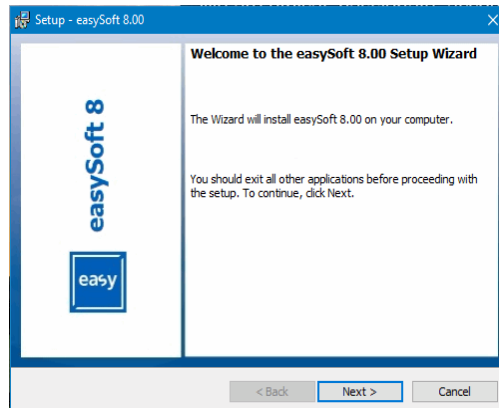 Setup - easySoft 8.00
Welcome to the easySoft 8.00 Setup Wizard
The Wizard will install easySoft 8.00 on your computer.
You should exit all other applications before proceeding with
the setup. To continue, click Next.
easySoft 8
easy
< Back
Next >
Cancel